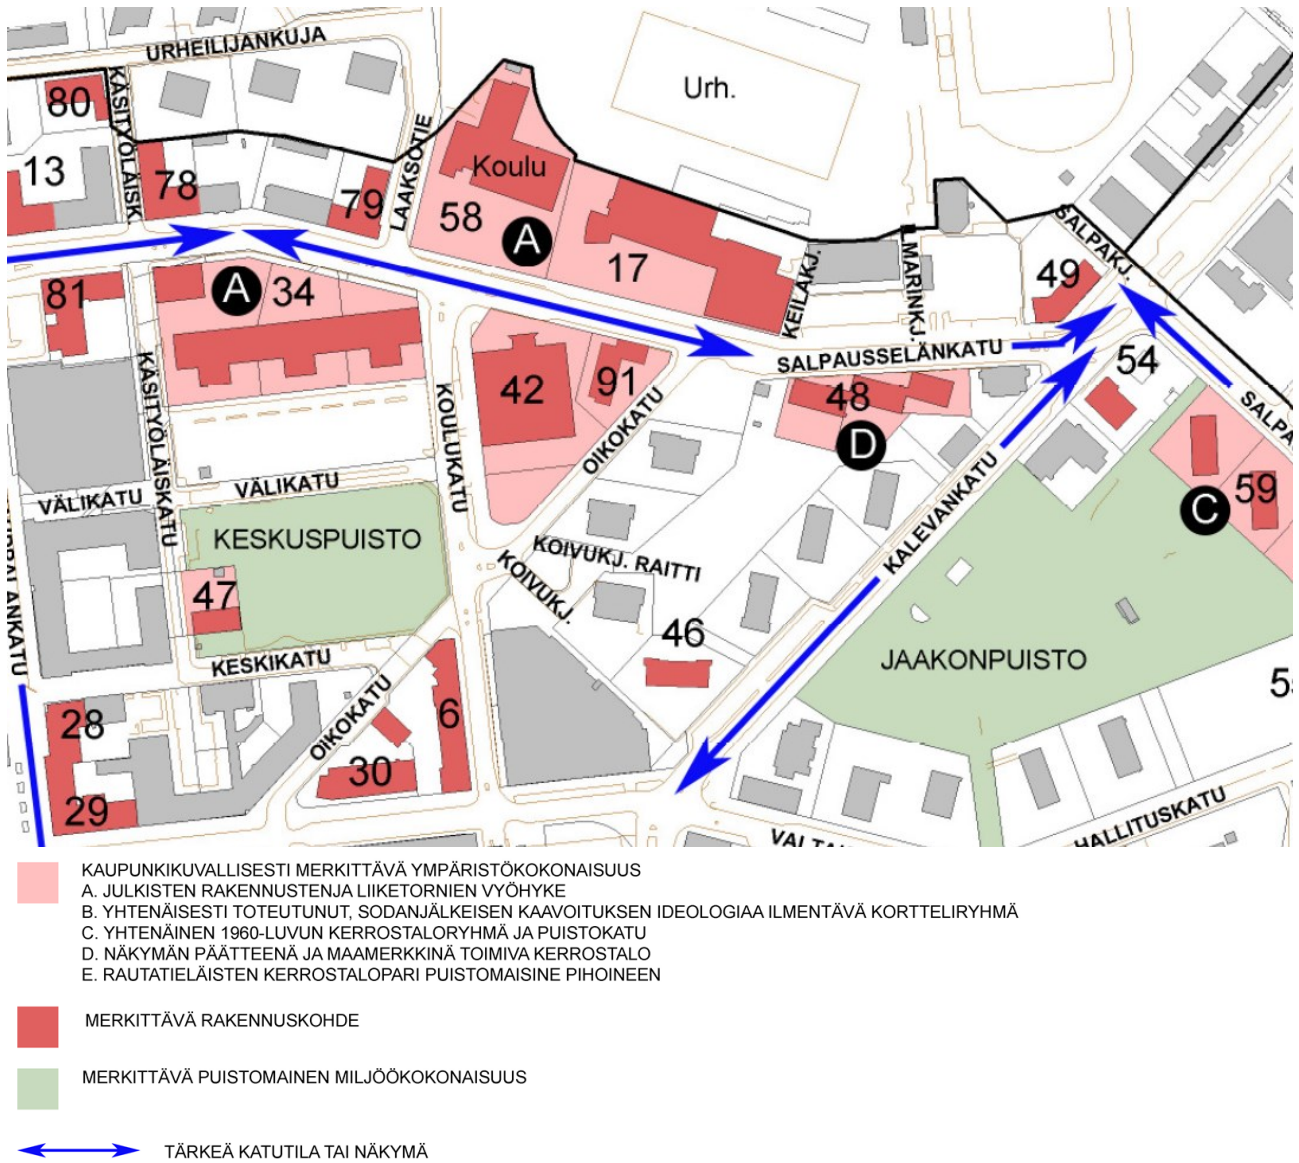 URHEILIJANKUJA
Urh.
80
KÄSITYÖLÄISK.
LAAKSOTIE
13
78
79
Koulu
58
A
17
KEILAKJ.
ILMARINKJ.
SALPAKJ.
49
81
A
34
SALPAUSSELÄNKATU
54
42
91
48
D
SALPA
KÄSITYÖLÄISKATU
KOULUKATU
OIKOKATU
KALEVANKATU
59
C
VÄLIKATU
VÄLIKATU
KESKUSPUISTO
KOIVUKJ. RAITTI
KOIVUKJ.
47
46
JAAKONPUISTO
KESKIKATU
28
6
OIKOKATU
30
29
HALLITUSKATU
KAUPUNKIKUVALLISESTI MERKITTÄVÄ YMPÄRISTÖKOKONAISUUS
A. JULKISTEN RAKENNUSTENJA LIIKETORNIEN VYÖHYKE
B. YHTENÄISESTI TOTEUTUNUT, SODANJÄLKEISEN KAAVOITUKSEN IDEOLOGIAA ILMENTÄVÄ KORTTELIRYHMÄ
C. YHTENÄINEN 1960-LUVUN KERROSTALORYHMÄ JA PUISTOKATU
D. NÄKYMÄN PÄÄTTEENÄ JA MAAMERKKINÄ TOIMIVA KERROSTALO
E. RAUTATIELÄISTEN KERROSTALOPARI PUISTOMAISINE PIHOINEEN
MERKITTÄVÄ RAKENNUSKOHDE
MERKITTÄVÄ PUISTOMAINEN MILJÖÖKOKONAISUUS
TÄRKEÄ KATUTILA TAI NÄKYMÄ